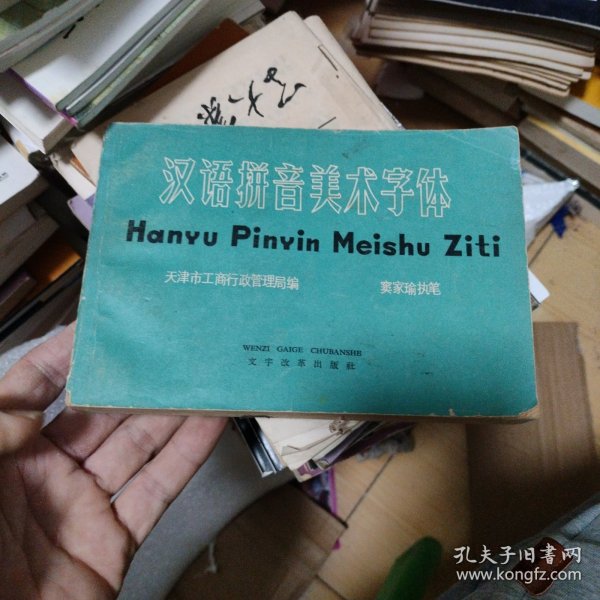 汉语拼音美术字体
Hanyu Pinyin Meishu Ziti
天津市工商行政管理局编 窦家瑜执笔
WENZI GAIGE CHUBANSHE
文字改革出版社
孔夫子旧书网
www.kongfz.com